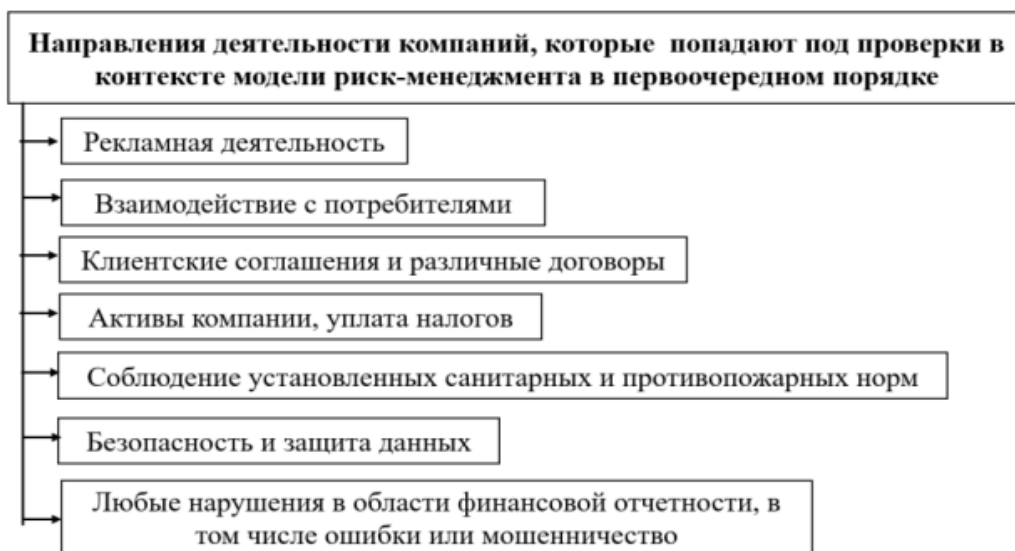 Направления деятельности компаний, которые попадают под проверки в
контексте модели риск-менеджмента в первоочередном порядке
Рекламная деятельность
Взаимодействие с потребителями
Клиентские соглашения и различные договоры
Активы компании, уплата налогов
Соблюдение установленных санитарных и противопожарных норм
Безопасность и защита данных
Любые нарушения в области финансовой отчетности, в
том числе ошибки или мошенничество